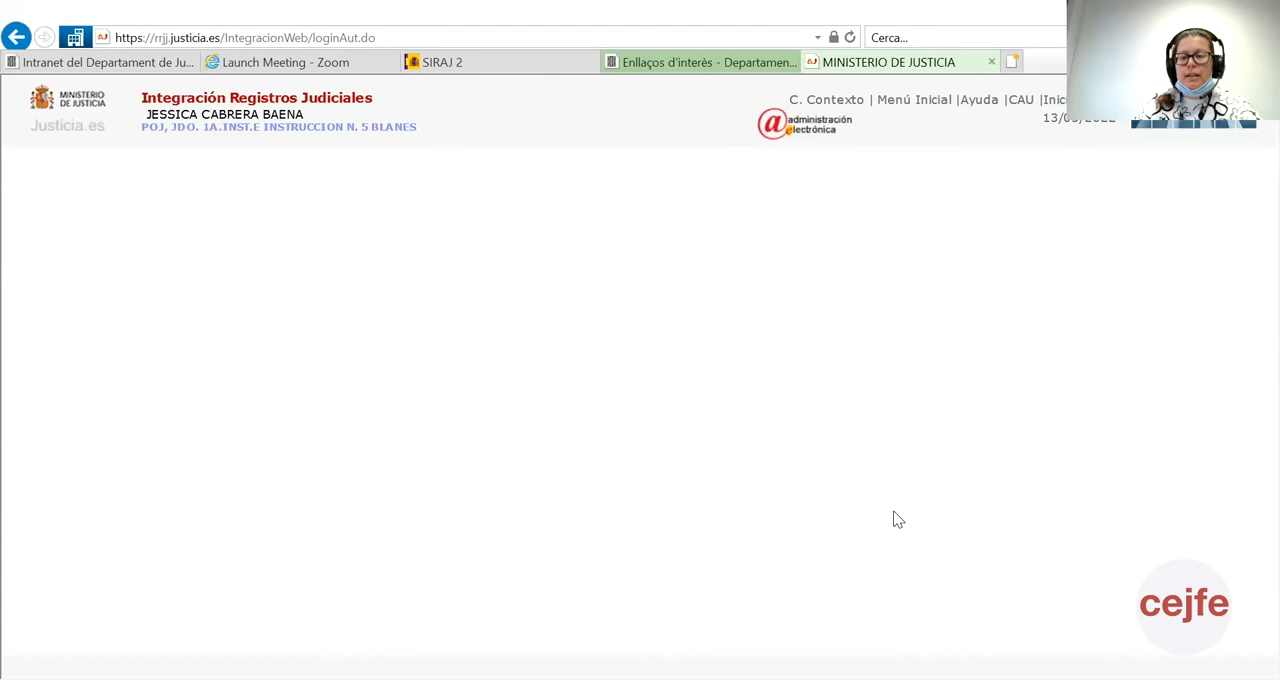 https://rrjj.justicia.es/IntegracionWeb/loginAut.do
Cerca...
Intranet del Departament de Ju...
Launch Meeting - Zoom
SIRAJ 2
Enllaços d'interès - Departamen...
MINISTERIO DE JUSTICIA
MINISTERIO
DE JUSTICIA
Justicia.es
Integración Registros Judiciales
JESSICA CABRERA BAENA
POJ, JDO. 1A.INST.E INSTRUCCION N. 5 BLANES
C. Contexto | Menú Inicial |Ayuda |CAU |Inic
administración
electrónica
cejfe